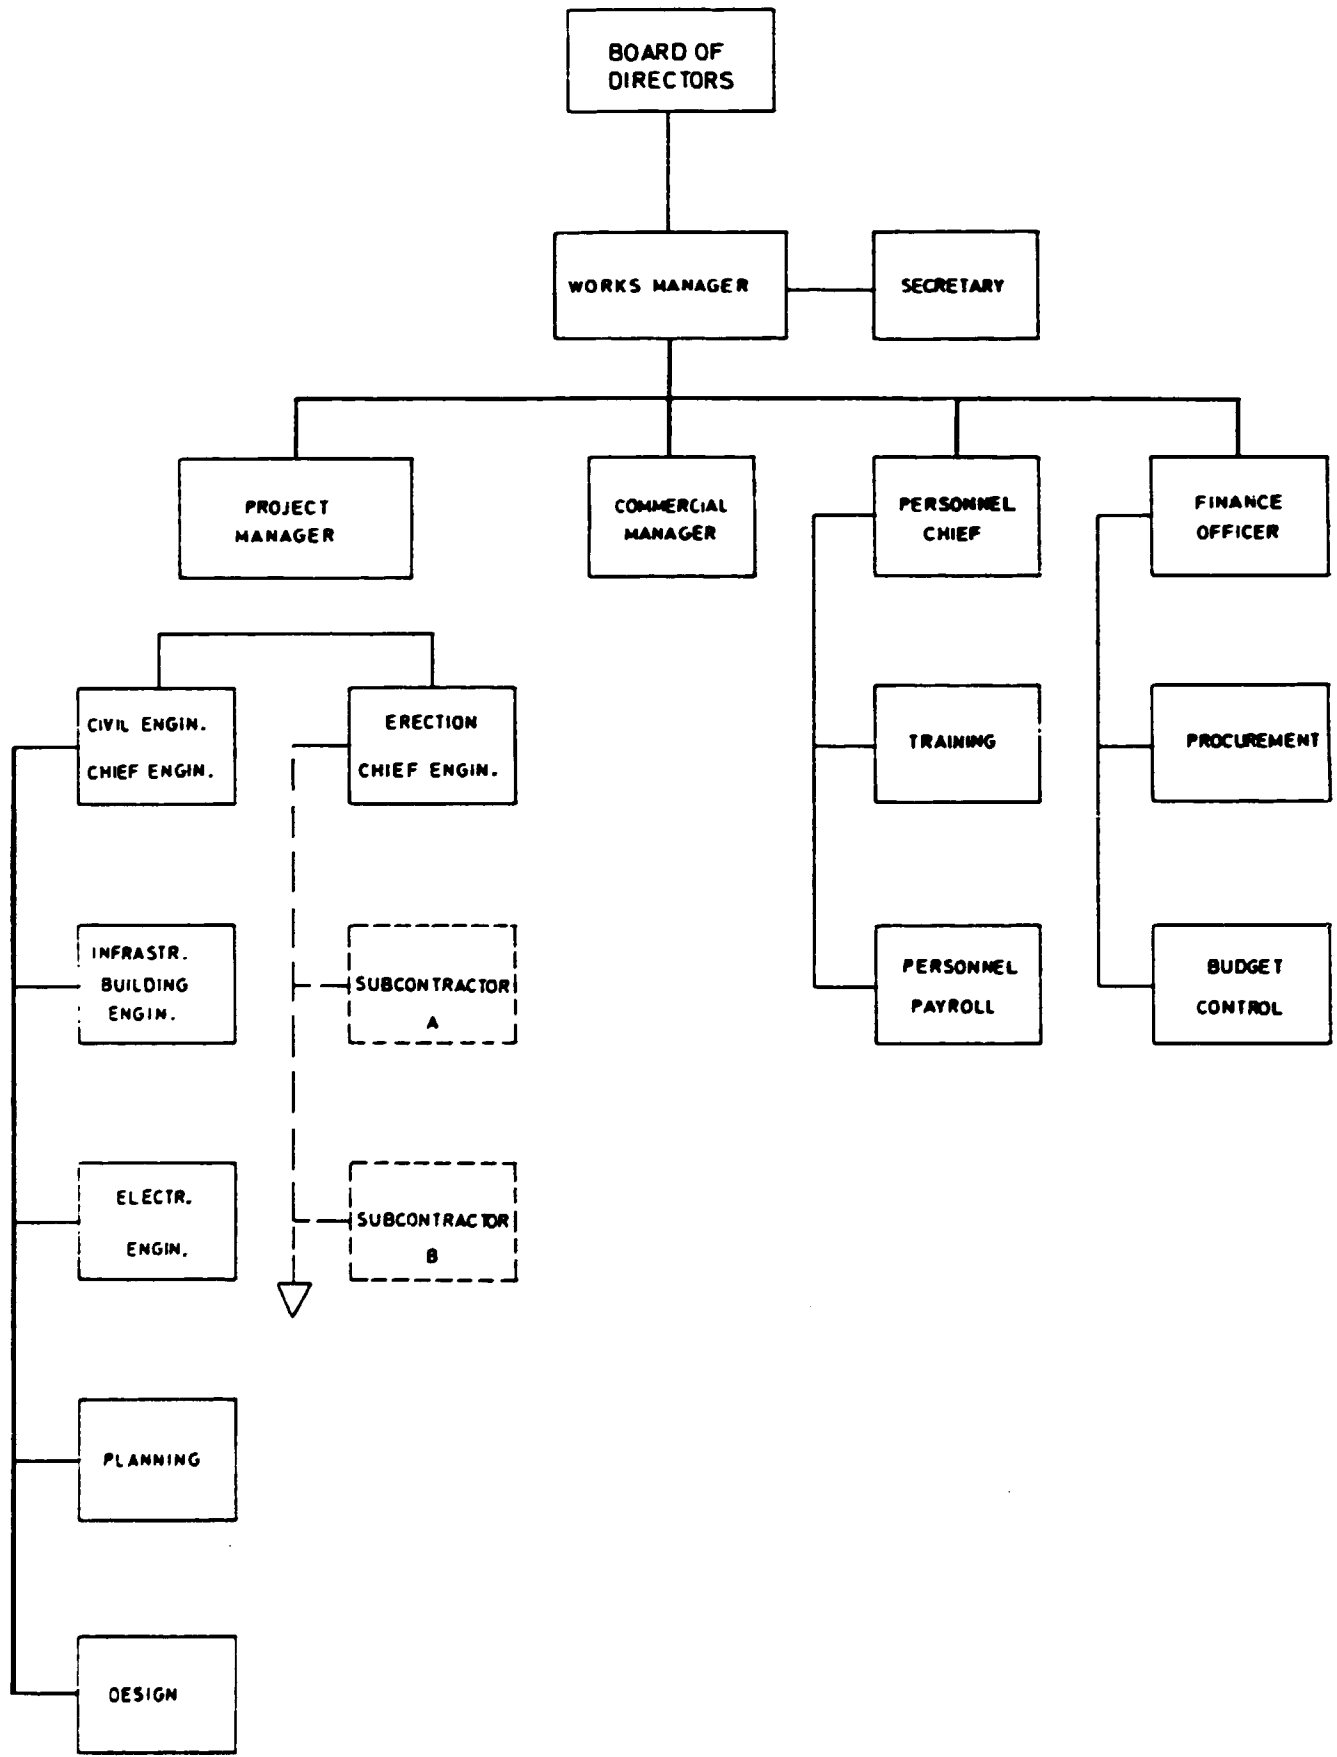 BOARD OF
DIRECTORS
WORKS MANAGER
SECRETARY
PROJECT
MANAGER
COMMERCIAL
MANAGER
PERSONNEL
CHIEF
FINANCE
OFFICER
CIVIL ENGIN.
CHIEF ENGIN.
ERECTION
CHIEF ENGIN.
TRAINING
PROCUREMENT
INFRASTR.
BUILDING
ENGIN.
SUBCONTRACTOR
A
PERSONNEL
PAYROLL
BUDGET
CONTROL
ELECTR.
ENGIN.
SUBCONTRACTOR
B
PLANNING
DESIGN